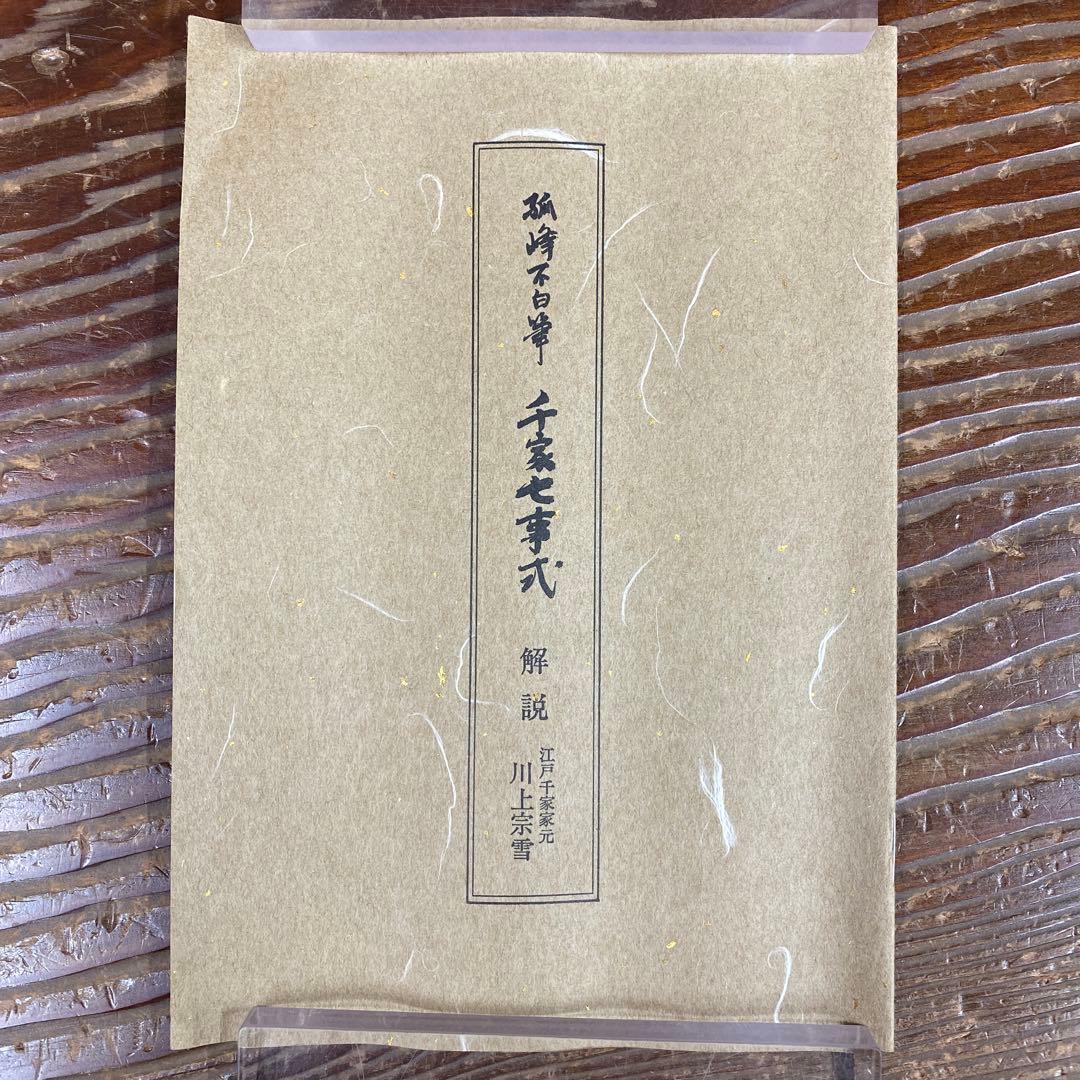 孤峰不白筆 千家七事式 解説
江戸千家家元
川上宗雪